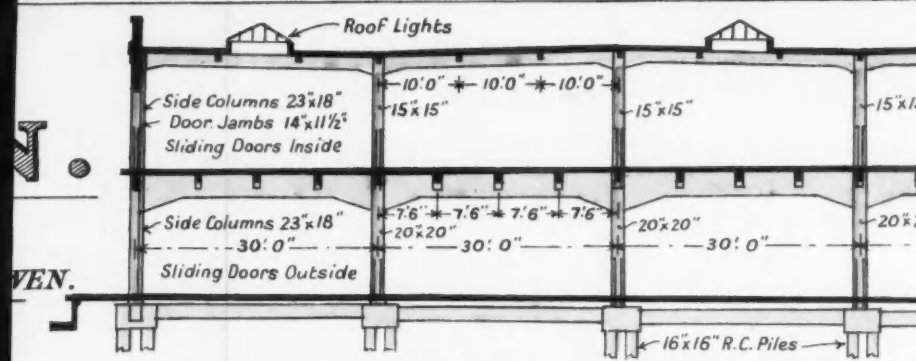 Roof Lights
10'.0" 10'.0" 10'.0"
Side Columns 23"x18"
15"x15"
15"x15"
Door Jambs 14"x11½"
Sliding Doors Inside
N.
Side Columns 23"x18"
7'.6" 7'.6" 7'.6" 7'.6"
20"x20"
20"x20"
30'.0" 30'.0" 30'.0"
Sliding Doors Outside
WEN.
16"x16" R.C. Piles